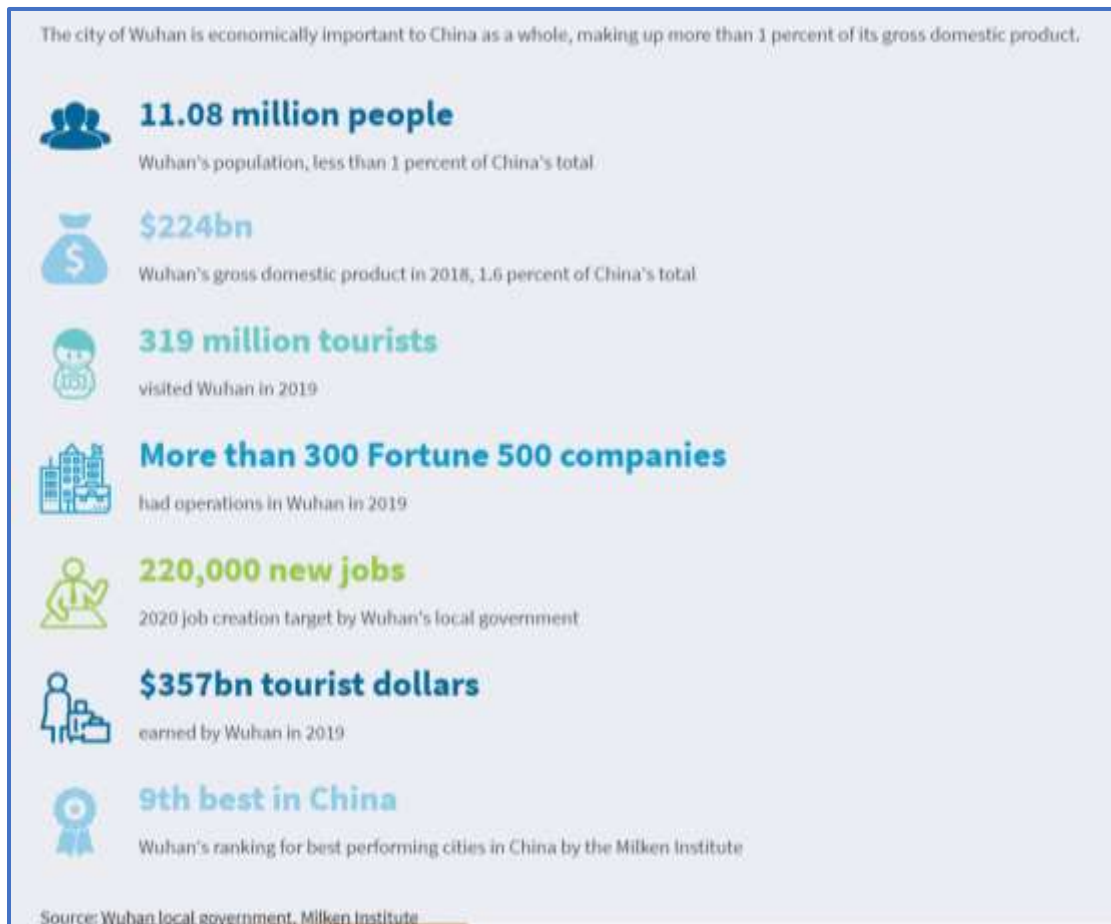 The city of Wuhan is economically important to China as a whole, making up more than 1 percent of its gross domestic product.
11.08 million people
Wuhan's population, less than 1 percent of China's total
$224bn
Wuhan's gross domestic product in 2018, 1.6 percent of China's total
319 million tourists
visited Wuhan in 2019
More than 300 Fortune 500 companies
had operations in Wuhan in 2019
220,000 new jobs
2020 job creation target by Wuhan's local government
$357bn tourist dollars
earned by Wuhan in 2019
9th best in China
Wuhan's ranking for best performing cities in China by the Milken Institute
Source: Wuhan local government, Milken Institute